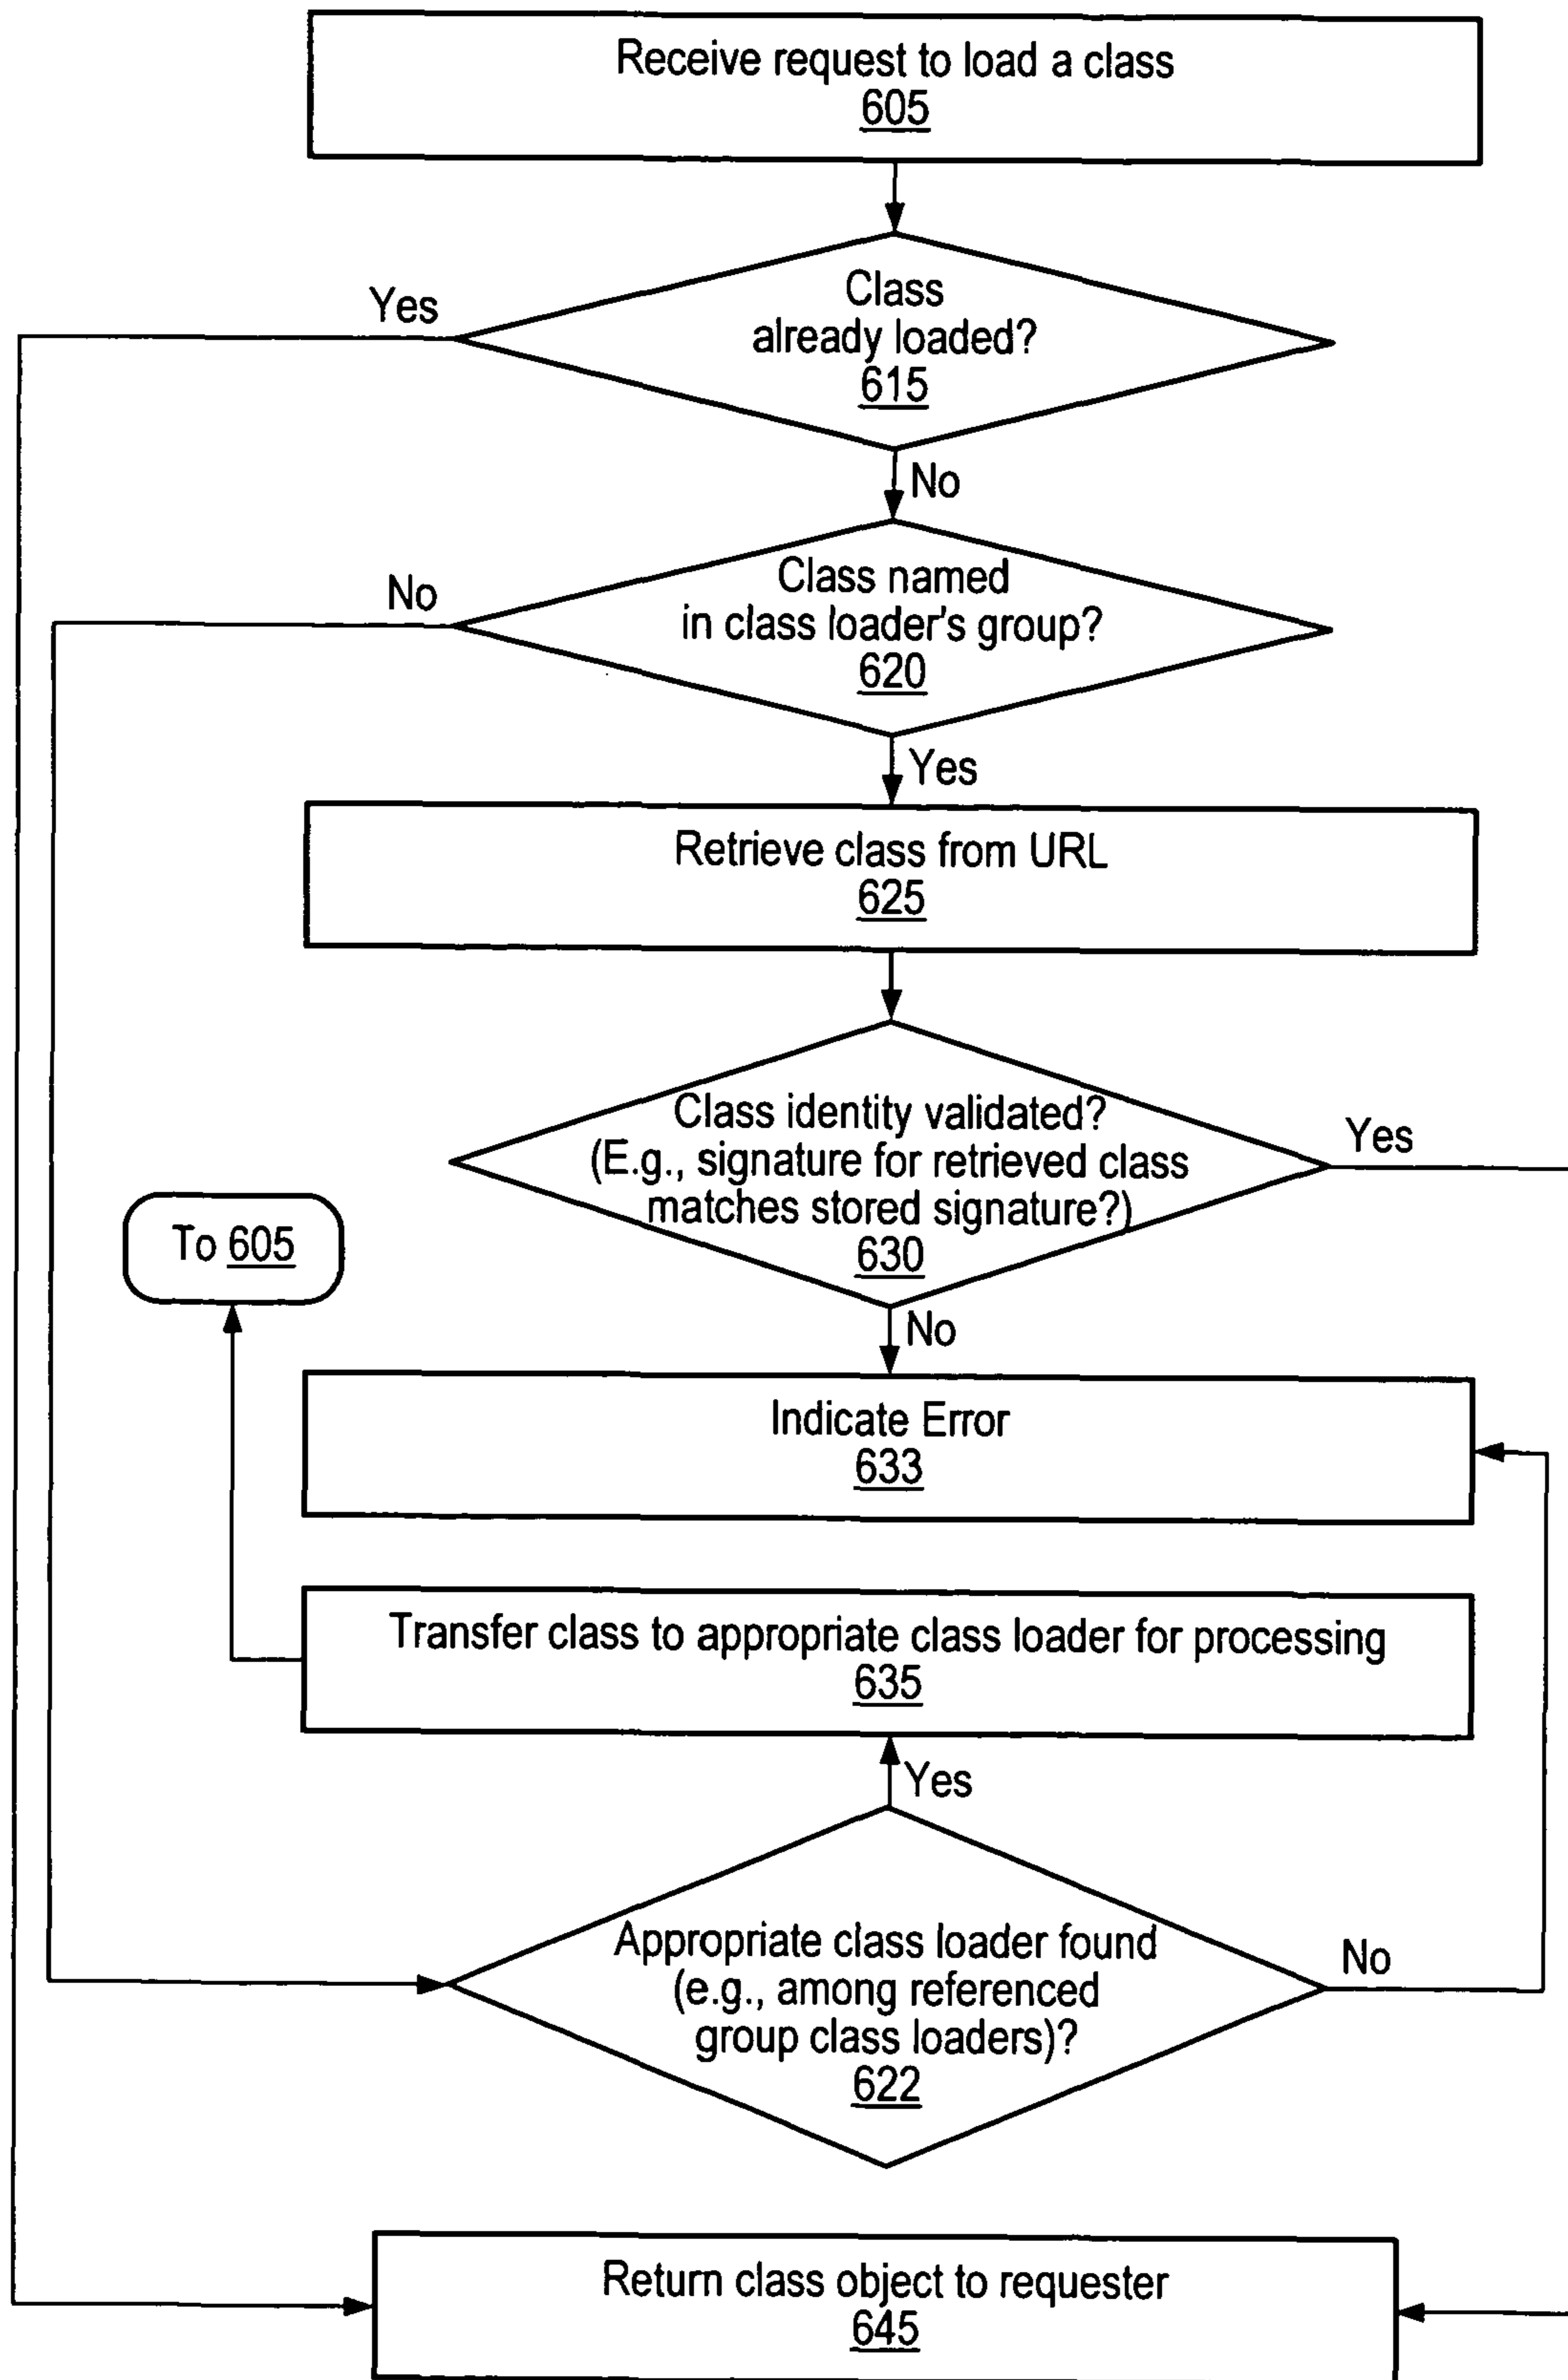 Receive request to load a class
605
Class
already loaded?
615
Yes
No
Class named
in class loader's group?
620
No
Yes
Retrieve class from URL
625
Class identity validated?
(E.g., signature for retrieved class
matches stored signature?)
630
Yes
To 605
No
Indicate Error
633
Transfer class to appropriate class loader for processing
635
Yes
Appropriate class loader found
(e.g., among referenced
group class loaders)?
622
No
Return class object to requester
645